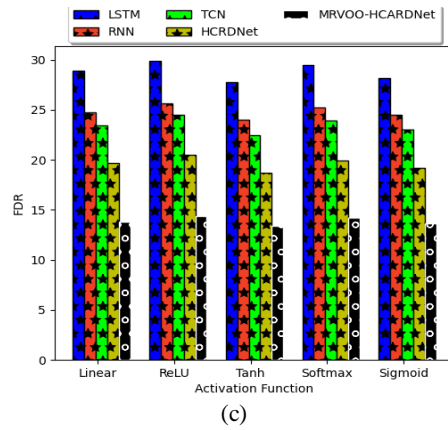 LSTM TCN MRVOO-HCARDNet
RNN HCRDNet
30
25
20
15
10
5
0
FDR
Linear ReLU Tanh Softmax Sigmoid
Activation Function
(c)